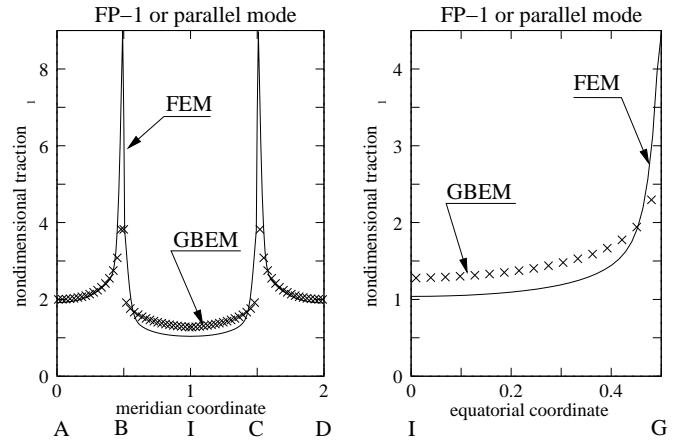 FP−1 or parallel mode
8
6
4
2
0
nondimensional traction
1
FEM
GBEM
0
1
2
meridian coordinate
A
B
I
C
D
FP−1 or parallel mode
4
3
2
1
0
nondimensional traction
1
FEM
GBEM
0
0.2
0.4
equatorial coordinate
I
G